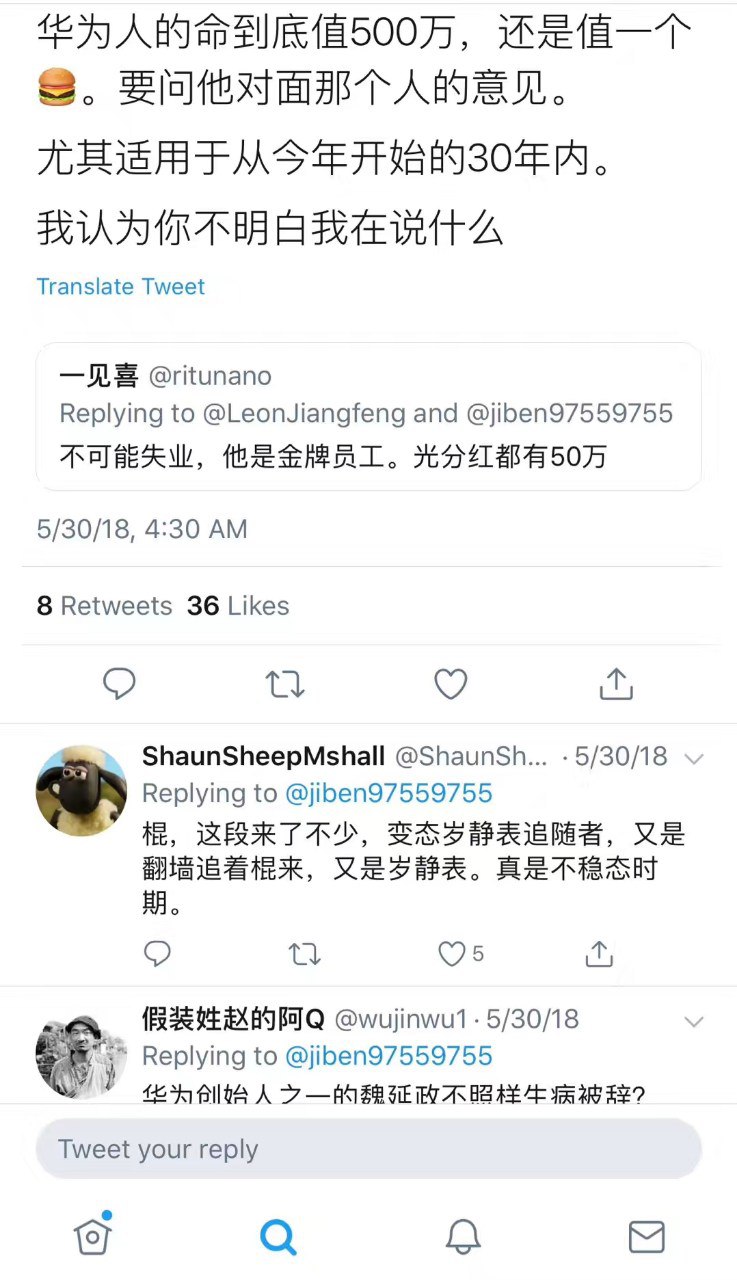 华为人的命到底值500万，还是值一个
🍔。要问他对面那个人的意见。
尤其适用于从今年开始的30年内。
我认为你不明白我在说什么
Translate Tweet
一见喜 @ritunano
Replying to @LeonJiangfeng and @jiben97559755
不可能失业，他是金牌员工。光分红都有50万
5/30/18, 4:30 AM
8 Retweets 36 Likes
ShaunSheepMshall @ShaunSh... · 5/30/18
Replying to @jiben97559755
棍，这段来了不少，变态岁静表追随者，又是
翻墙追着棍来，又是岁静表。真是不稳态时
期。
5
假装姓赵的阿Q @wujinwu1 · 5/30/18
Replying to @jiben97559755
华为创始人之一的魏延政不照样生病被辞?
Tweet your reply